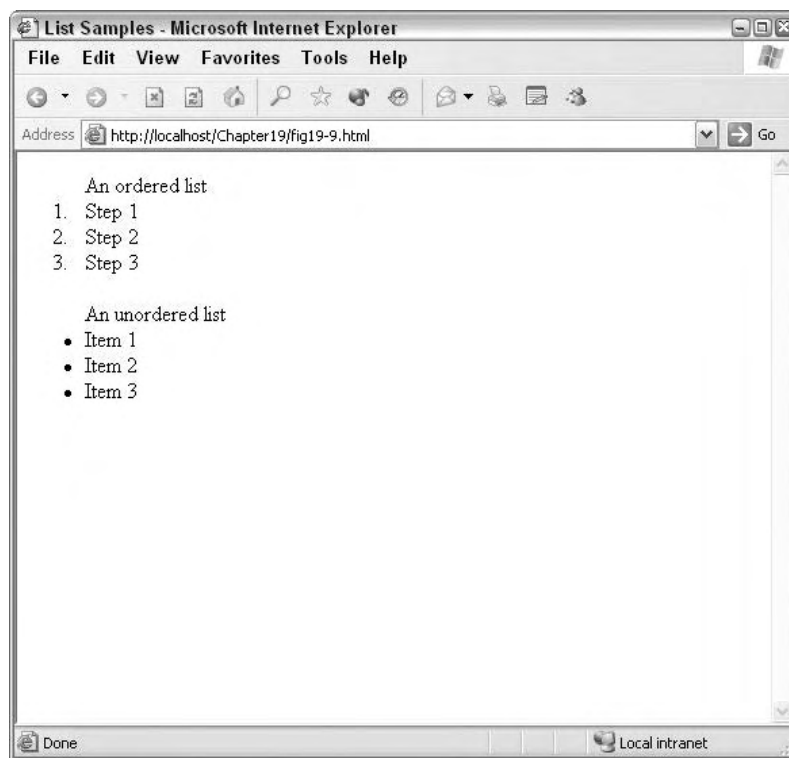 List Samples - Microsoft Internet Explorer
File Edit View Favorites Tools Help
Address http://localhost/Chapter19/fig19-9.html Go
An ordered list
1. Step 1
2. Step 2
3. Step 3
An unordered list
• Item 1
• Item 2
• Item 3
Done Local intranet